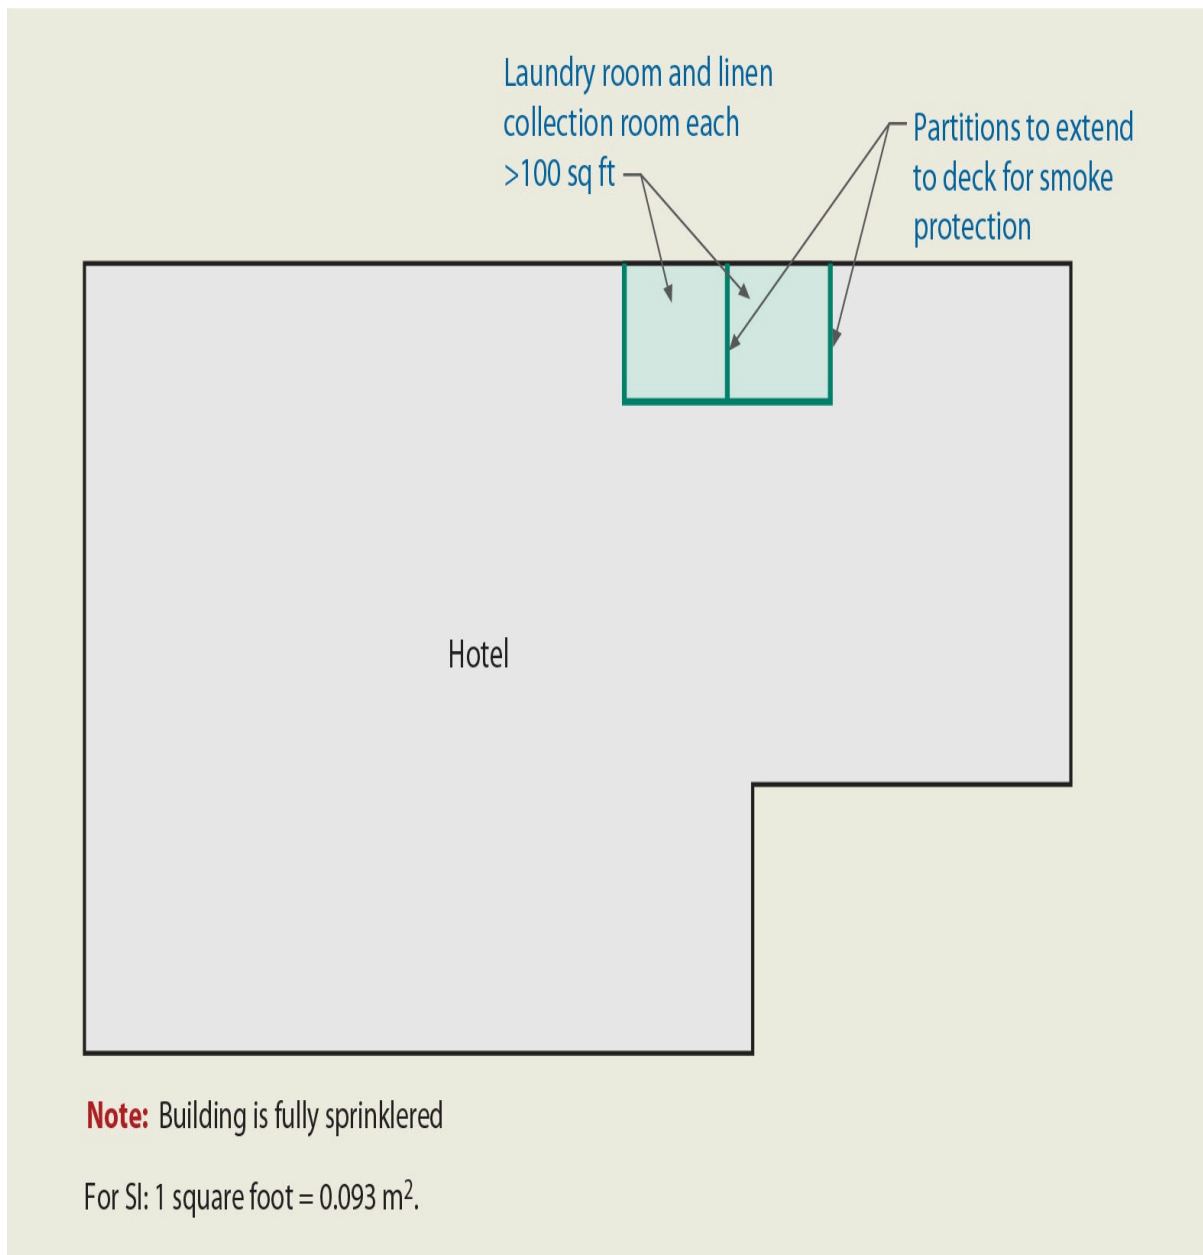 Laundry room and linen
collection room each
>100 sq ft
Partitions to extend
to deck for smoke
protection
Hotel
Note: Building is fully sprinklered
For SI: 1 square foot = 0.093 m².